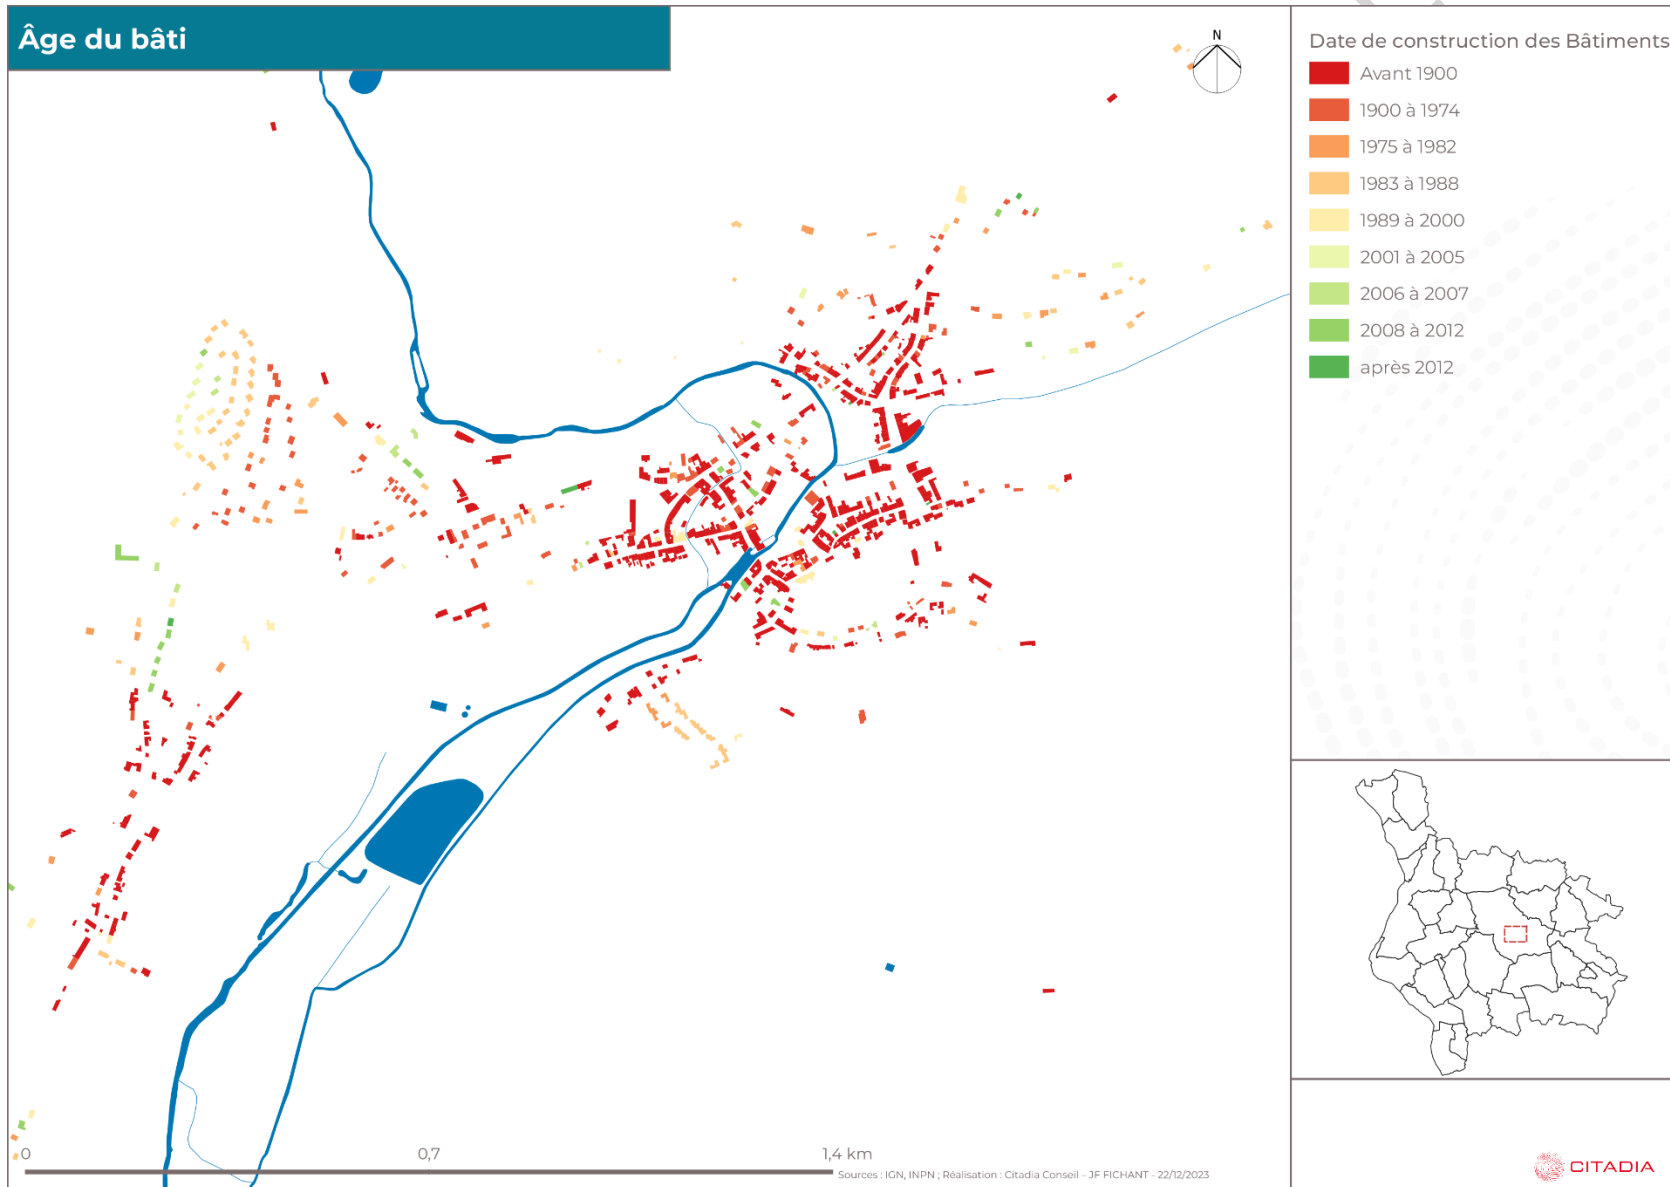 Âge du bâti
N
Date de construction des Bâtiments
Avant 1900
1900 à 1974
1975 à 1982
1983 à 1988
1989 à 2000
2001 à 2005
2006 à 2007
2008 à 2012
après 2012
0 0,7 1,4 km
Sources : IGN, INPN ; Réalisation : Citadia Conseil - JF FICHANT - 22/12/2023
CITADIA